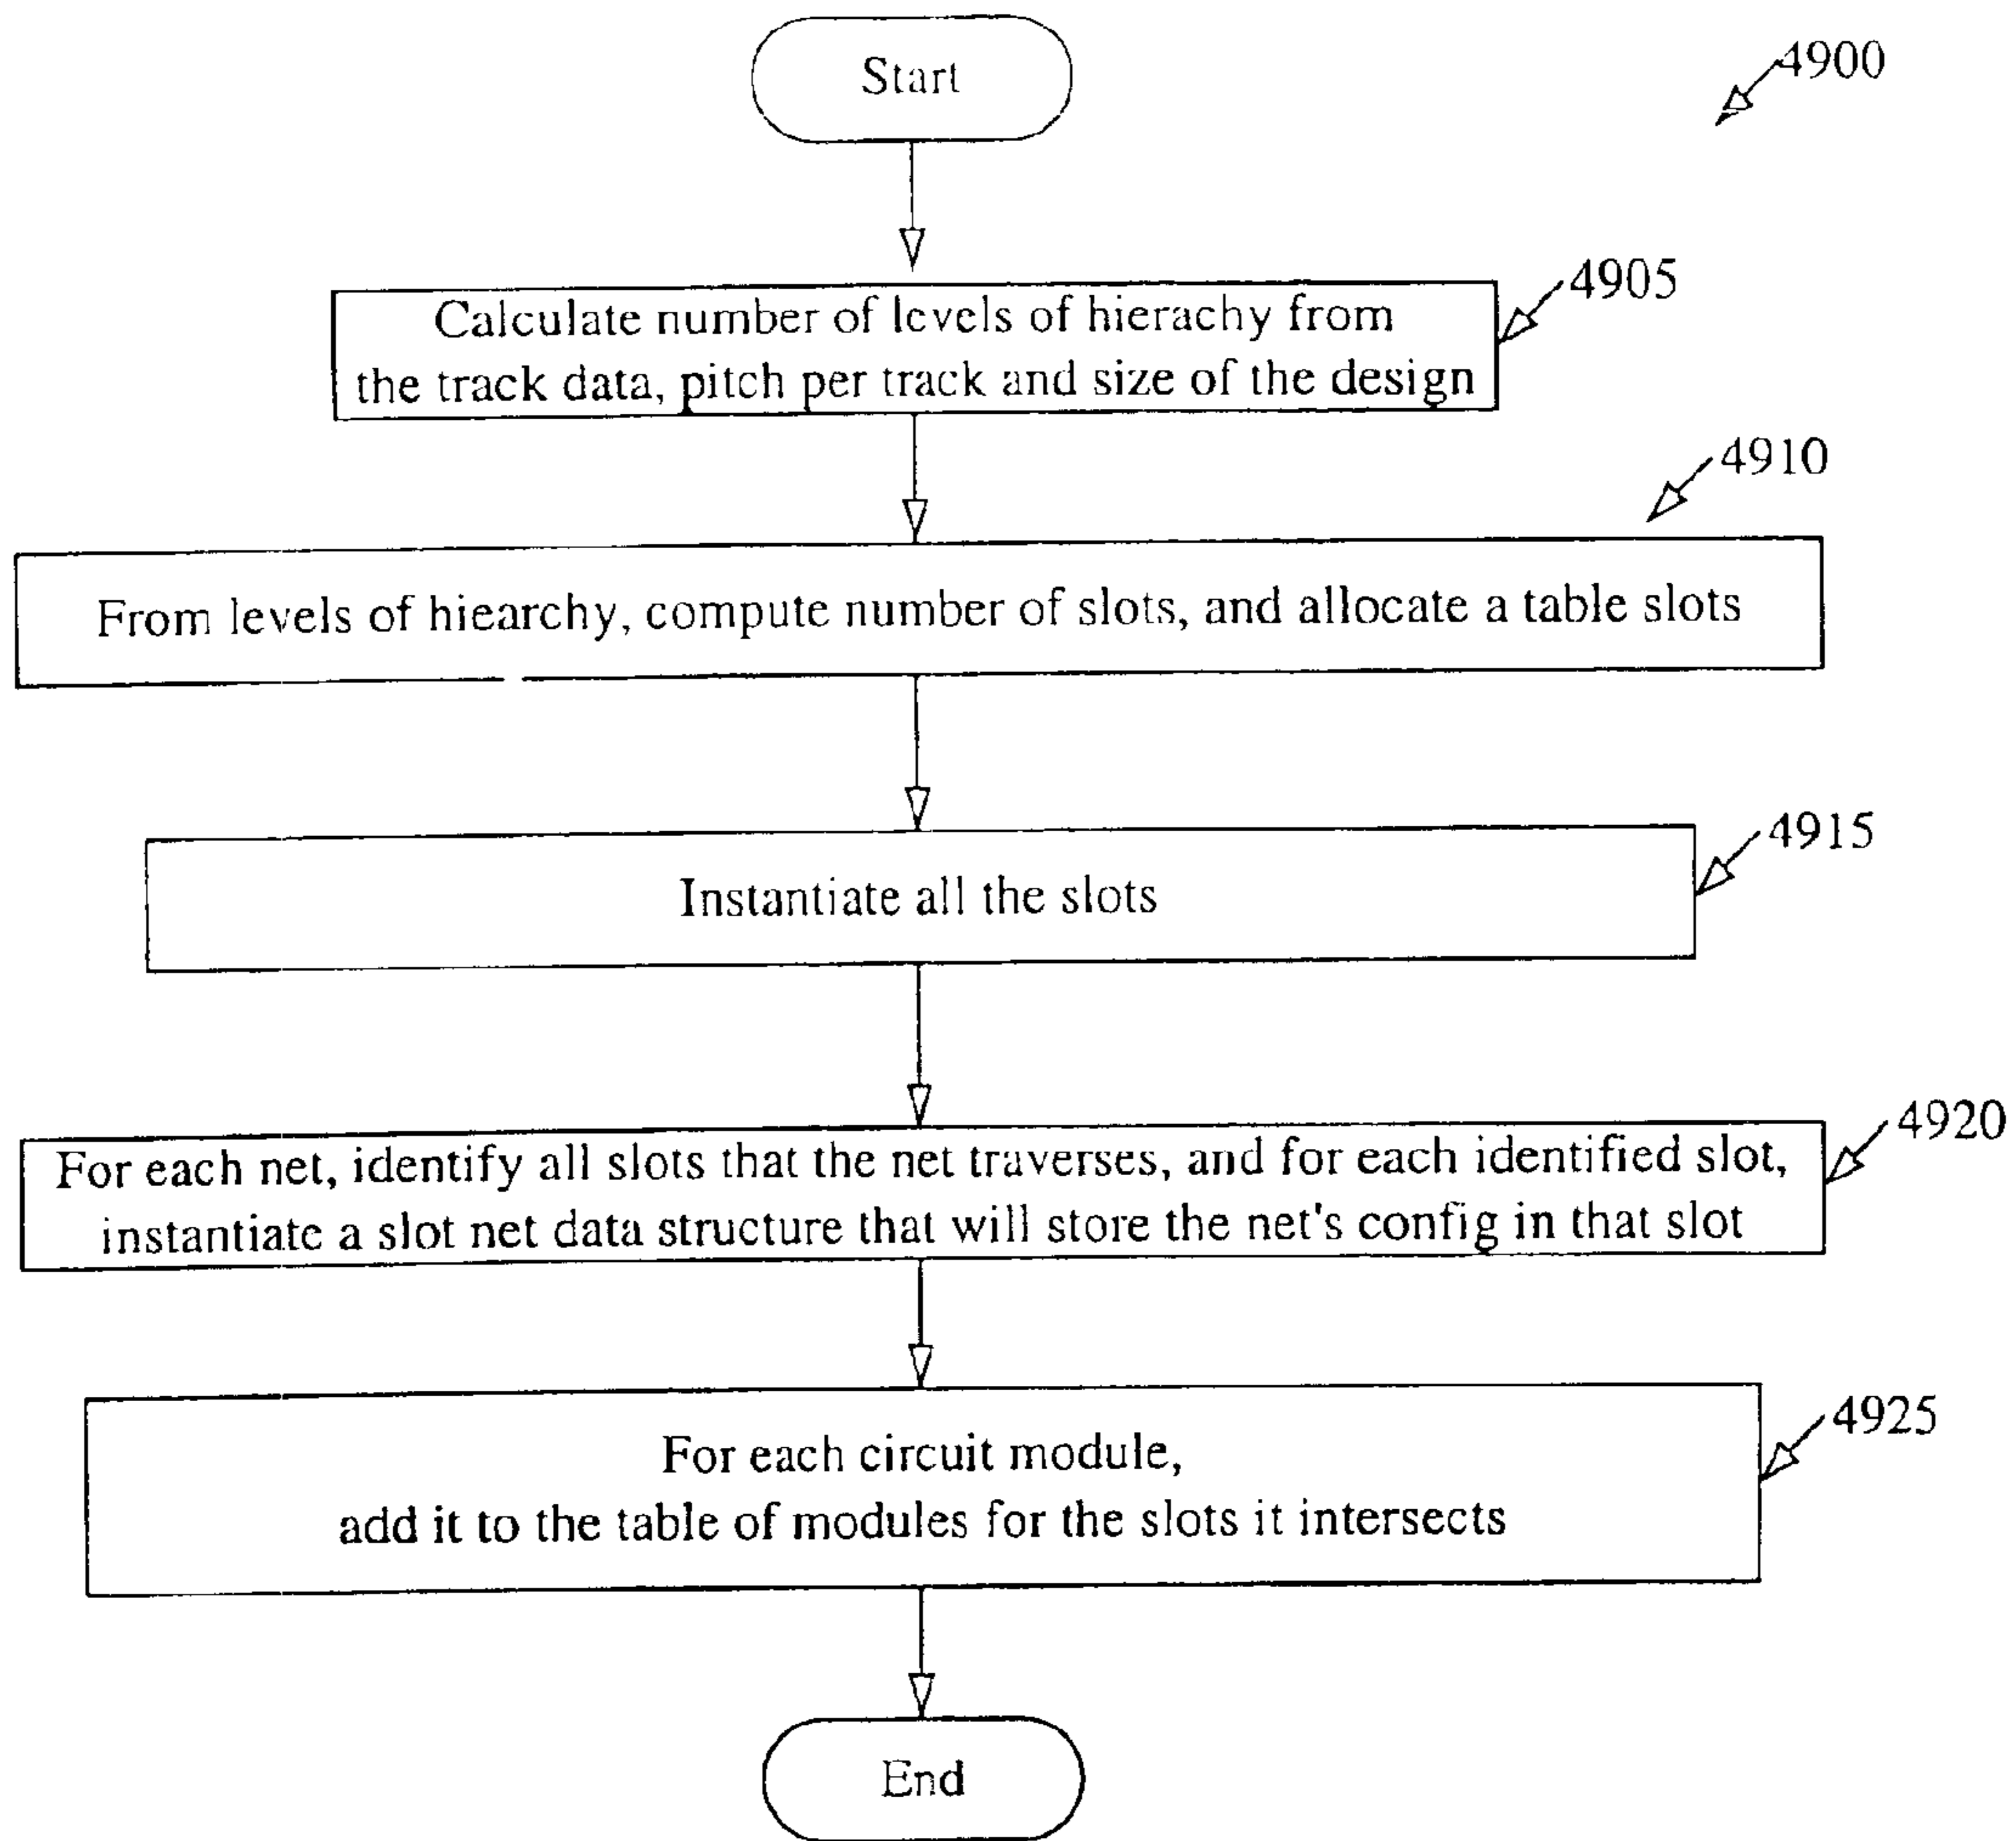 Start
4900
4905
Calculate number of levels of hierachy from
the track data, pitch per track and size of the design
4910
From levels of hiearchy, compute number of slots, and allocate a table slots
4915
Instantiate all the slots
4920
For each net, identify all slots that the net traverses, and for each identified slot,
instantiate a slot net data structure that will store the net's config in that slot
4925
For each circuit module,
add it to the table of modules for the slots it intersects
End